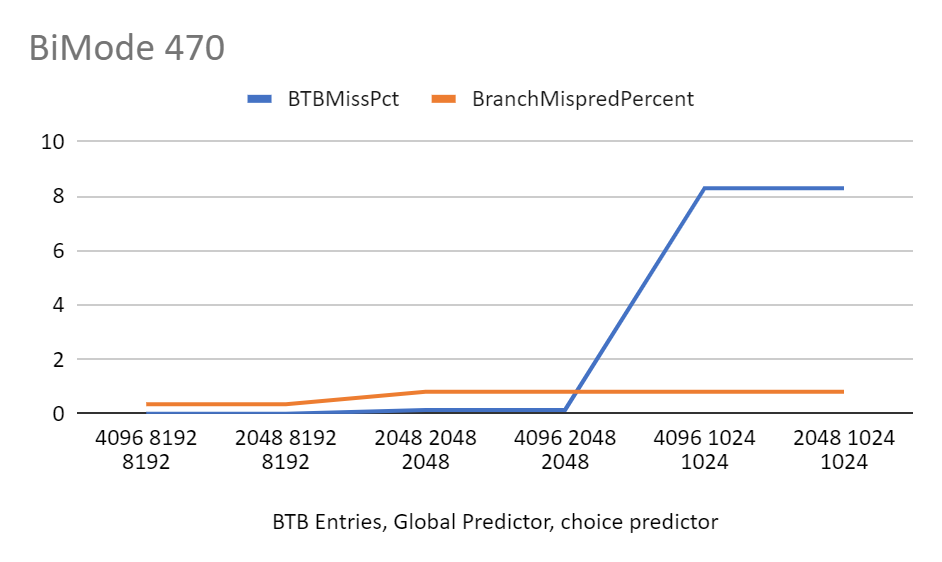 BiMode 470
BTBMissPct BranchMispredPercent
10
8
6
4
2
0
4096 8192 2048 8192 2048 2048 4096 2048 4096 1024 2048 1024
8192 8192 2048 2048 1024 1024
BTB Entries, Global Predictor, choice predictor